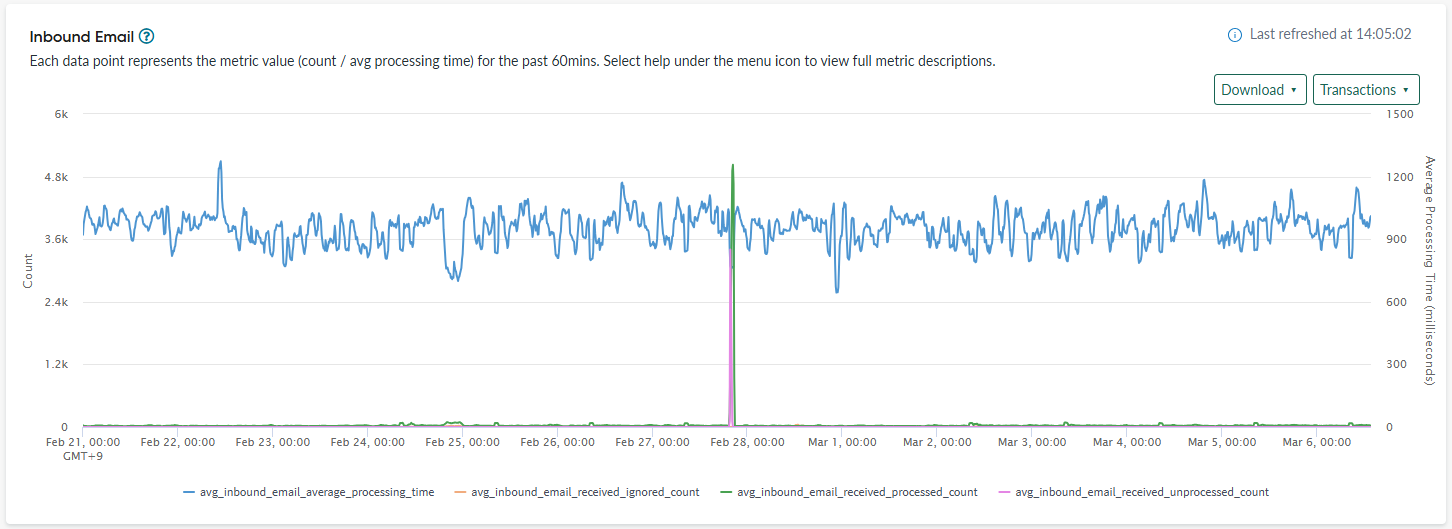 Inbound Email ?
Last refreshed at 14:05:02
Each data point represents the metric value (count / avg processing time) for the past 60mins. Select help under the menu icon to view full metric descriptions.
Download ▼ Transactions ▼
6k 1500
4.8k 1200
3.6k 900
2.4k 600
1.2k 300
0 0
Count
Average Processing Time (milliseconds)
Feb 21, 00:00 Feb 22, 00:00 Feb 23, 00:00 Feb 24, 00:00 Feb 25, 00:00 Feb 26, 00:00 Feb 27, 00:00 Feb 28, 00:00 Mar 1, 00:00 Mar 2, 00:00 Mar 3, 00:00 Mar 4, 00:00 Mar 5, 00:00 Mar 6, 00:00
GMT+9
avg_inbound_email_average_processing_time avg_inbound_email_received_ignored_count avg_inbound_email_received_processed_count avg_inbound_email_received_unprocessed_count